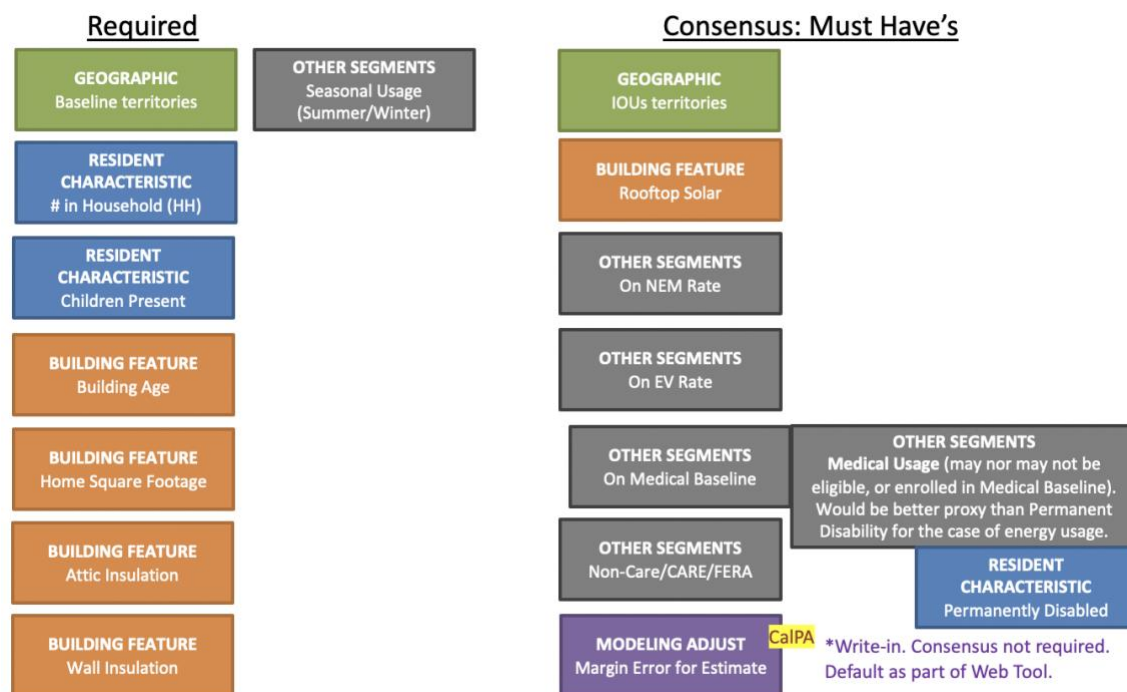 Required
GEOGRAPHIC
Baseline territories
OTHER SEGMENTS
Seasonal Usage
(Summer/Winter)
RESIDENT
CHARACTERISTIC
# in Household (HH)
RESIDENT
CHARACTERISTIC
Children Present
BUILDING FEATURE
Building Age
BUILDING FEATURE
Home Square Footage
BUILDING FEATURE
Attic Insulation
BUILDING FEATURE
Wall Insulation
Consensus: Must Have's
GEOGRAPHIC
IOUs territories
BUILDING FEATURE
Rooftop Solar
OTHER SEGMENTS
On NEM Rate
OTHER SEGMENTS
On EV Rate
OTHER SEGMENTS
On Medical Baseline
OTHER SEGMENTS
Medical Usage (may nor may not be
eligible, or enrolled in Medical Baseline).
Would be better proxy than Permanent
Disability for the case of energy usage.
OTHER SEGMENTS
Non-Care/CARE/FERA
RESIDENT
CHARACTERISTIC
Permanently Disabled
MODELING ADJUST
Margin Error for Estimate
CalPA
*Write-in. Consensus not required.
Default as part of Web Tool.